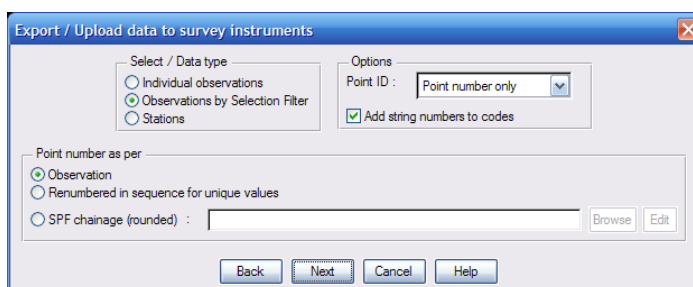 Export / Upload data to survey instruments
Select / Data type
Individual observations
Observations by Selection Filter
Stations
Options
Point ID :
Point number only
Add string numbers to codes
Point number as per
Observation
Renumbered in sequence for unique values
SPF chainage (rounded) :
Browse
Edit
Back
Next
Cancel
Help